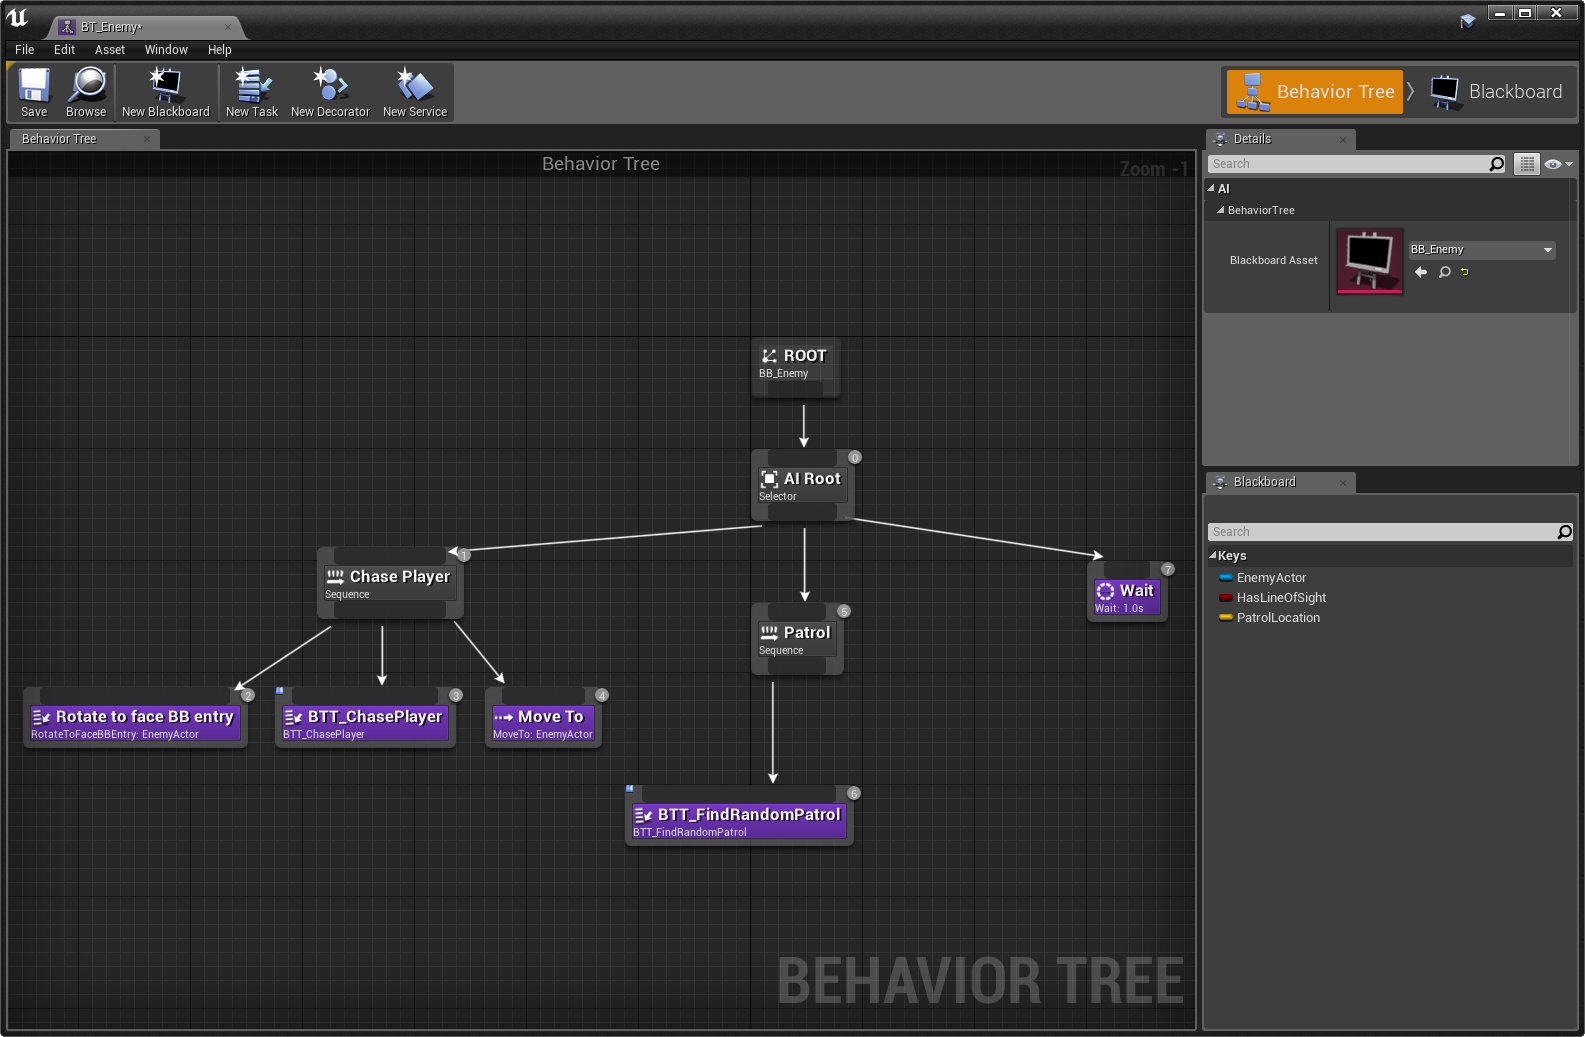 BT_Enemy*
File Edit Asset Window Help
Save Browse New Blackboard New Task New Decorator New Service
Behavior Tree Blackboard
Behavior Tree
Behavior Tree
Zoom -1
ROOT
BB_Enemy
0
AI Root
Selector
1
Chase Player
Sequence
5
Patrol
Sequence
7
Wait
Wait: 1.0s
2
Rotate to face BB entry
RotateToFaceBBEntry: EnemyActor
3
BTT_ChasePlayer
BTT_ChasePlayer
4
Move To
MoveTo: EnemyActor
6
BTT_FindRandomPatrol
BTT_FindRandomPatrol
BEHAVIOR TREE
Details
Search
AI
BehaviorTree
Blackboard Asset
BB_Enemy
Blackboard
Search
Keys
EnemyActor
HasLineOfSight
PatrolLocation